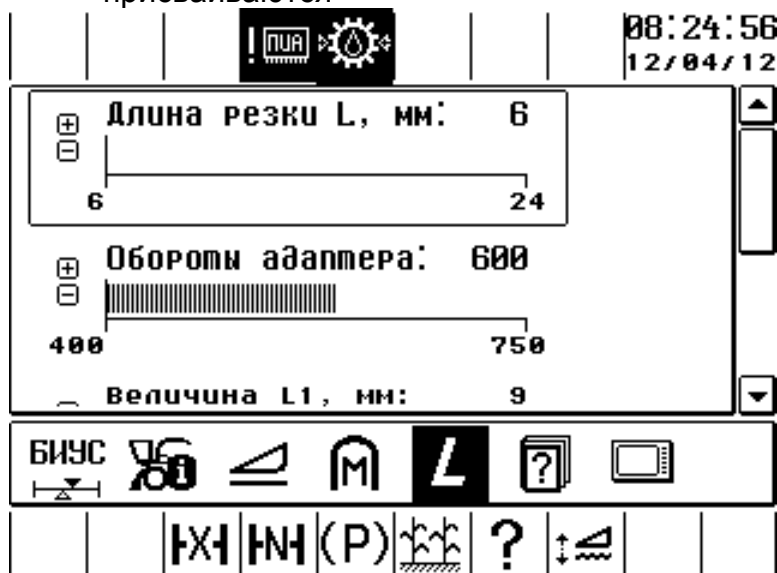 присваиваются
! ПИА 08:24:56
12/04/12
Длина резки L, мм: 6
6 24
Обороты адаптера: 600
400 750
Величина L1, мм: 9
БИУС i M L ?
X N (P) ?